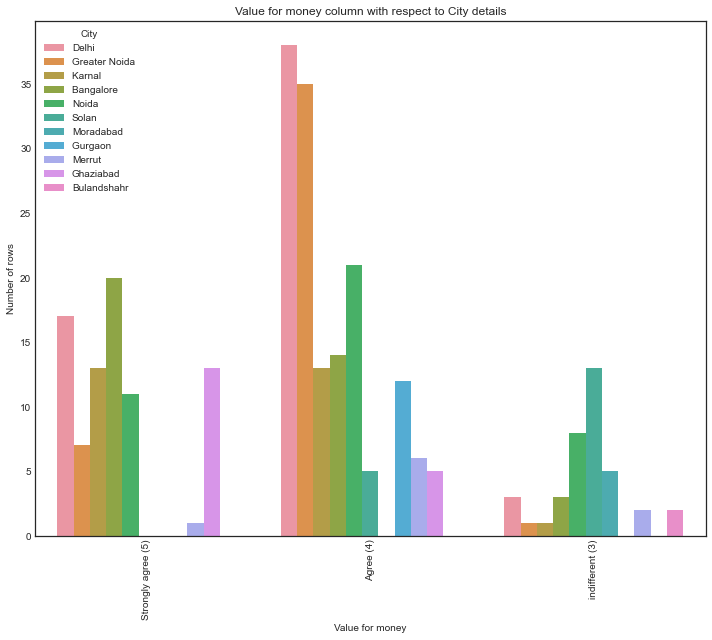 Value for money column with respect to City details
City
Delhi
Greater Noida
Karnal
Bangalore
Noida
Solan
Moradabad
Gurgaon
Merrut
Ghaziabad
Bulandshahr
Number of rows
35
30
25
20
15
10
5
0
Strongly agree (5)
Agree (4)
indifferent (3)
Value for money